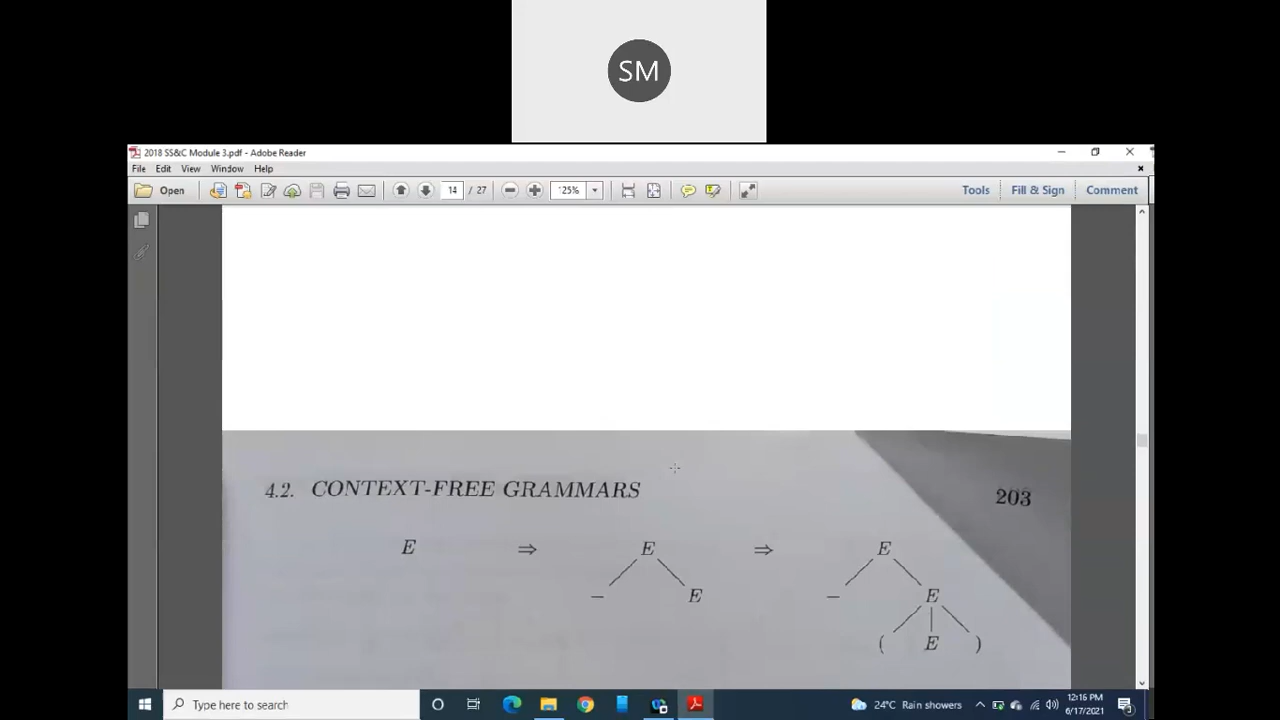 SM
2018 SS&C Module 3.pdf - Adobe Reader
File Edit View Window Help
Open 14 / 27 125% Tools Fill & Sign Comment
4.2. CONTEXT-FREE GRAMMARS 203
E ⇒ E ⇒ E
− E − E
( E )
Type here to search 24°C Rain showers 12:16 PM
6/17/2021